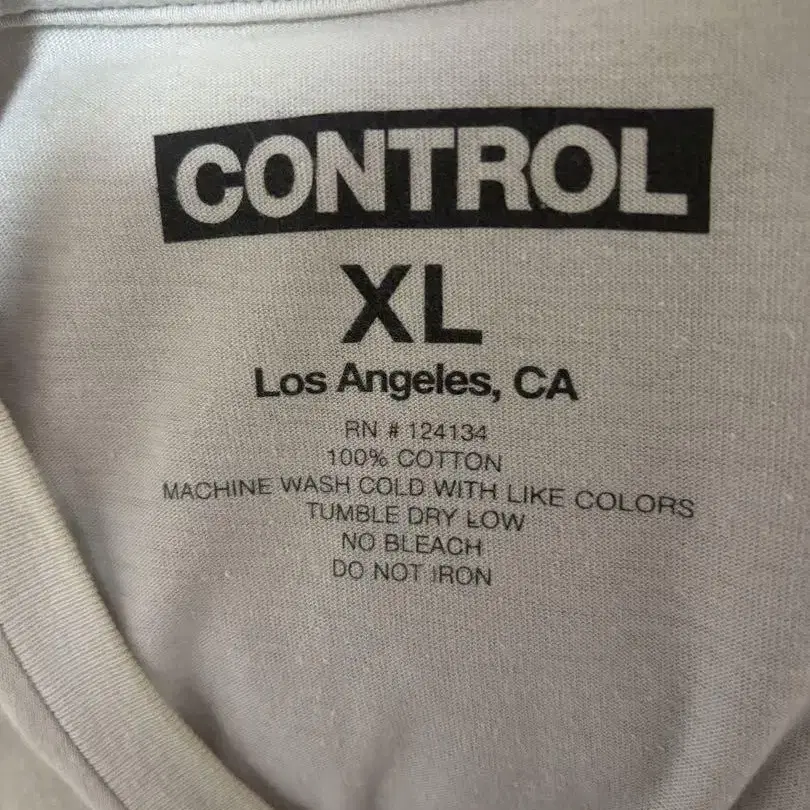 CONTROL
XL
Los Angeles, CA
RN # 124134
100% COTTON
MACHINE WASH COLD WITH LIKE COLORS
TUMBLE DRY LOW
NO BLEACH
DO NOT IRON